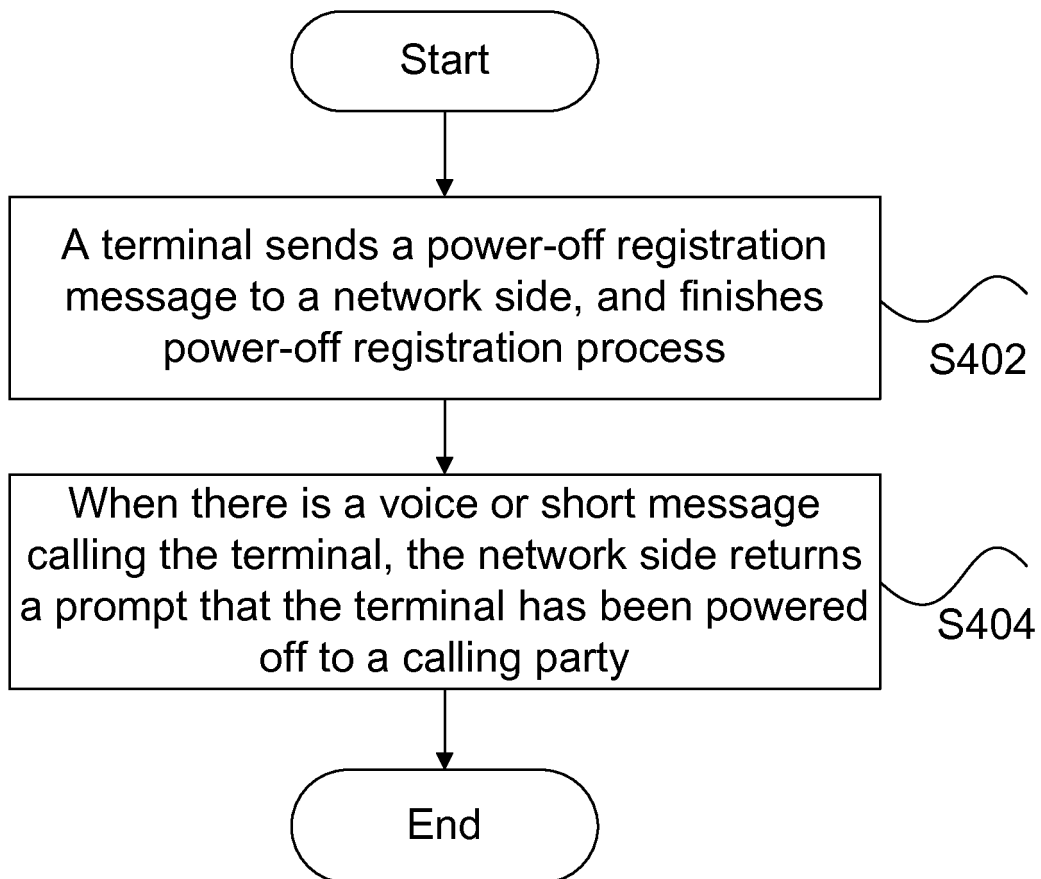 Start
A terminal sends a power-off registration
message to a network side, and finishes
power-off registration process
S402
When there is a voice or short message
calling the terminal, the network side returns
a prompt that the terminal has been powered
off to a calling party
S404
End